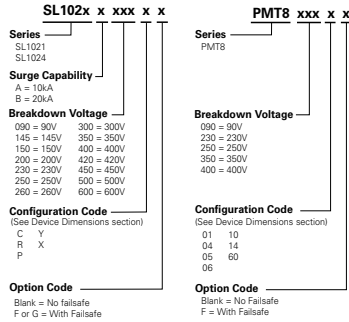 SL102x x xxx x x
Series
SL1021
SL1024
Surge Capability
A = 10kA
B = 20kA
Breakdown Voltage
090 = 90V 300 = 300V
145 = 145V 350 = 350V
150 = 150V 400 = 400V
200 = 200V 420 = 420V
230 = 230V 450 = 450V
250 = 250V 500 = 500V
260 = 260V 600 = 600V
Configuration Code
(See Device Dimensions section)
C Y
R X
P
Option Code
Blank = No failsafe
F or G = With Failsafe
PMT8 xxx x x
Series
PMT8
Breakdown Voltage
090 = 90V
230 = 230V
250 = 250V
350 = 350V
400 = 400V
Configuration Code
(See Device Dimensions section)
01 10
04 14
05 60
06
Option Code
Blank = No Failsafe
F = With Failsafe